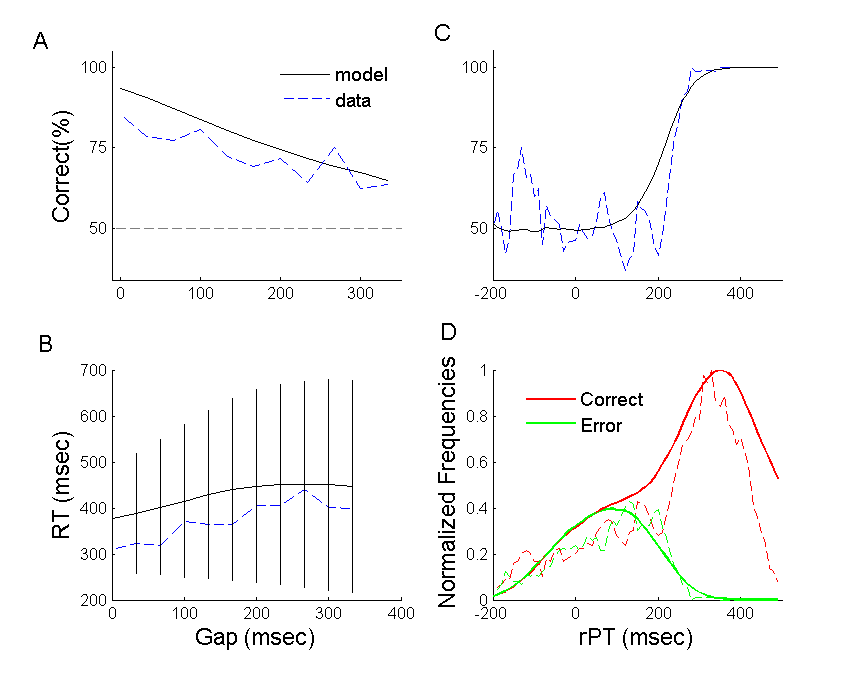 A
Correct(%)
100
75
50
0
100
200
300
model
data
C
100
75
50
-200
0
200
400
B
RT (msec)
700
600
500
400
300
200
0
100
200
300
400
Gap (msec)
D
Normalized Frequencies
1
0.8
0.6
0.4
0.2
0
-200
0
200
400
rPT (msec)
Correct
Error